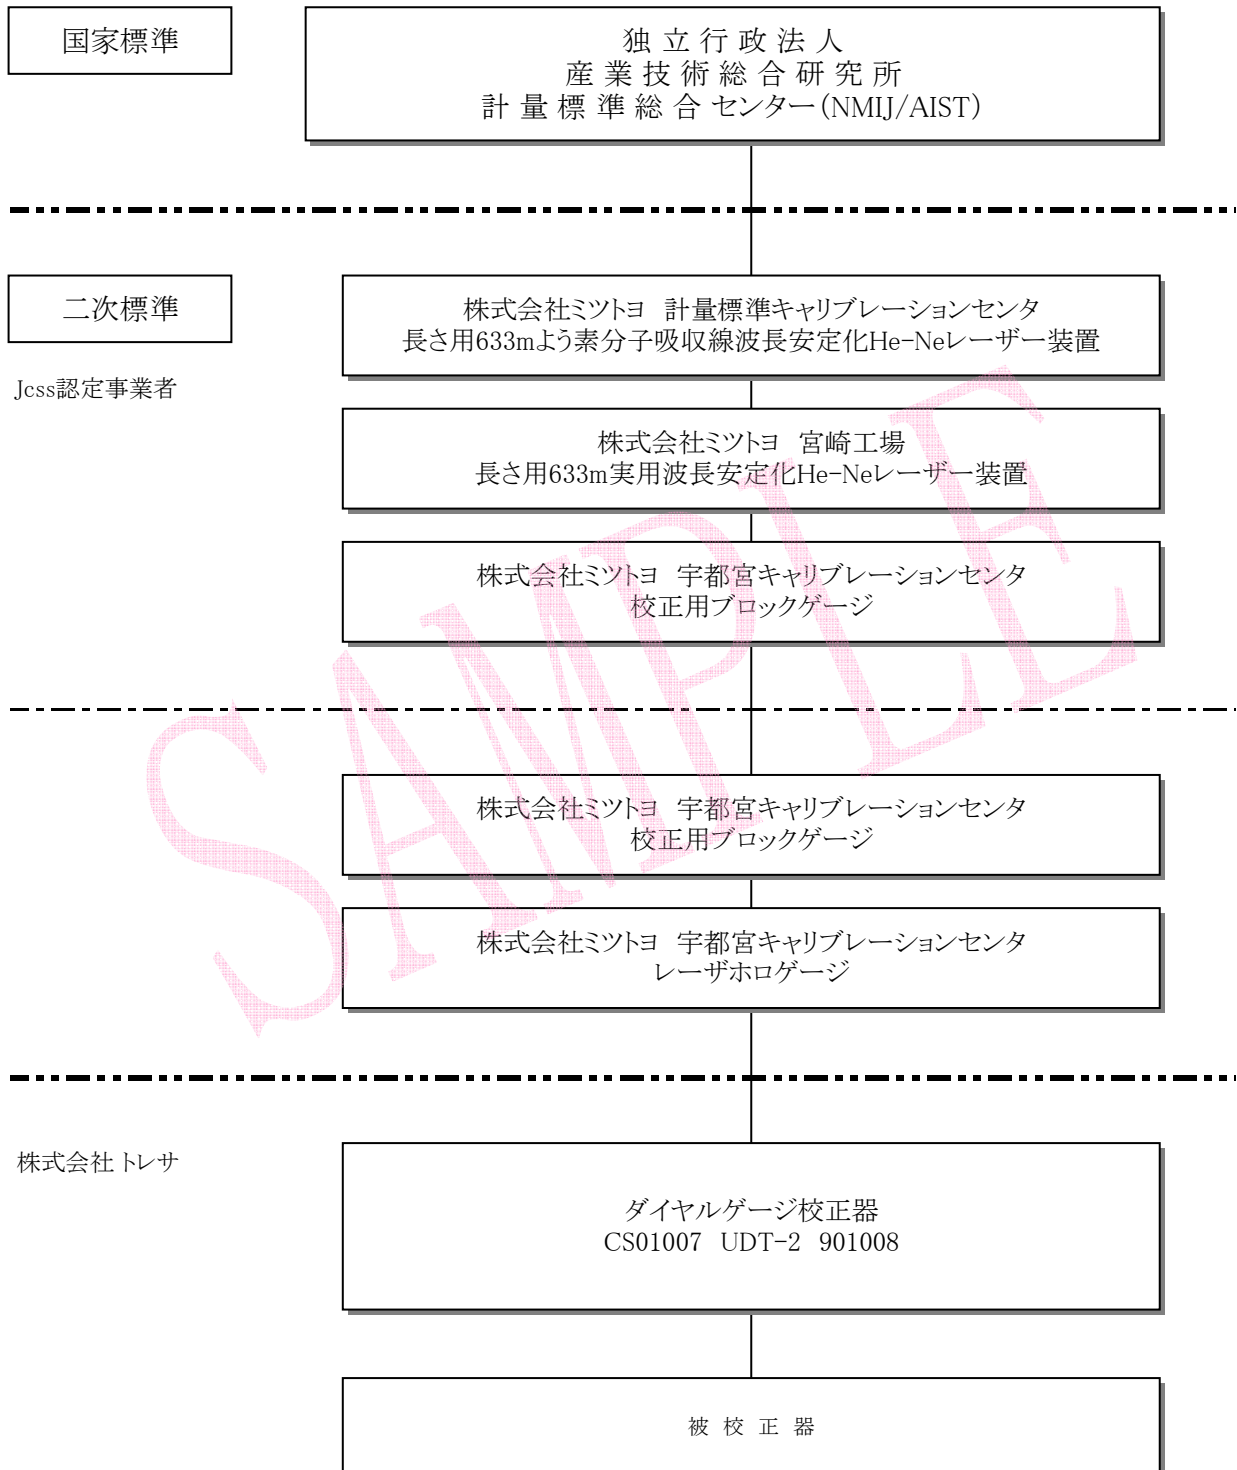 国家標準
独立行政法人
産業技術総合研究所
計量標準総合センター(NMIJ/AIST)
二次標準
Jcss認定事業者
株式会社ミツトヨ 計量標準キャリブレーションセンタ
長さ用633mよう素分子吸収線波長安定化He-Neレーザー装置
株式会社ミツトヨ 宮崎工場
長さ用633m実用波長安定化He-Neレーザー装置
株式会社ミツトヨ 宇都宮キャリブレーションセンタ
校正用ブロックゲージ
株式会社ミツトヨ 宇都宮キャリブレーションセンタ
校正用ブロックゲージ
株式会社ミツトヨ 宇都宮キャリブレーションセンタ
レーザホロゲージ
株式会社トレサ
ダイヤルゲージ校正器
CS01007 UDT-2 901008
被校正器
SAMPLE